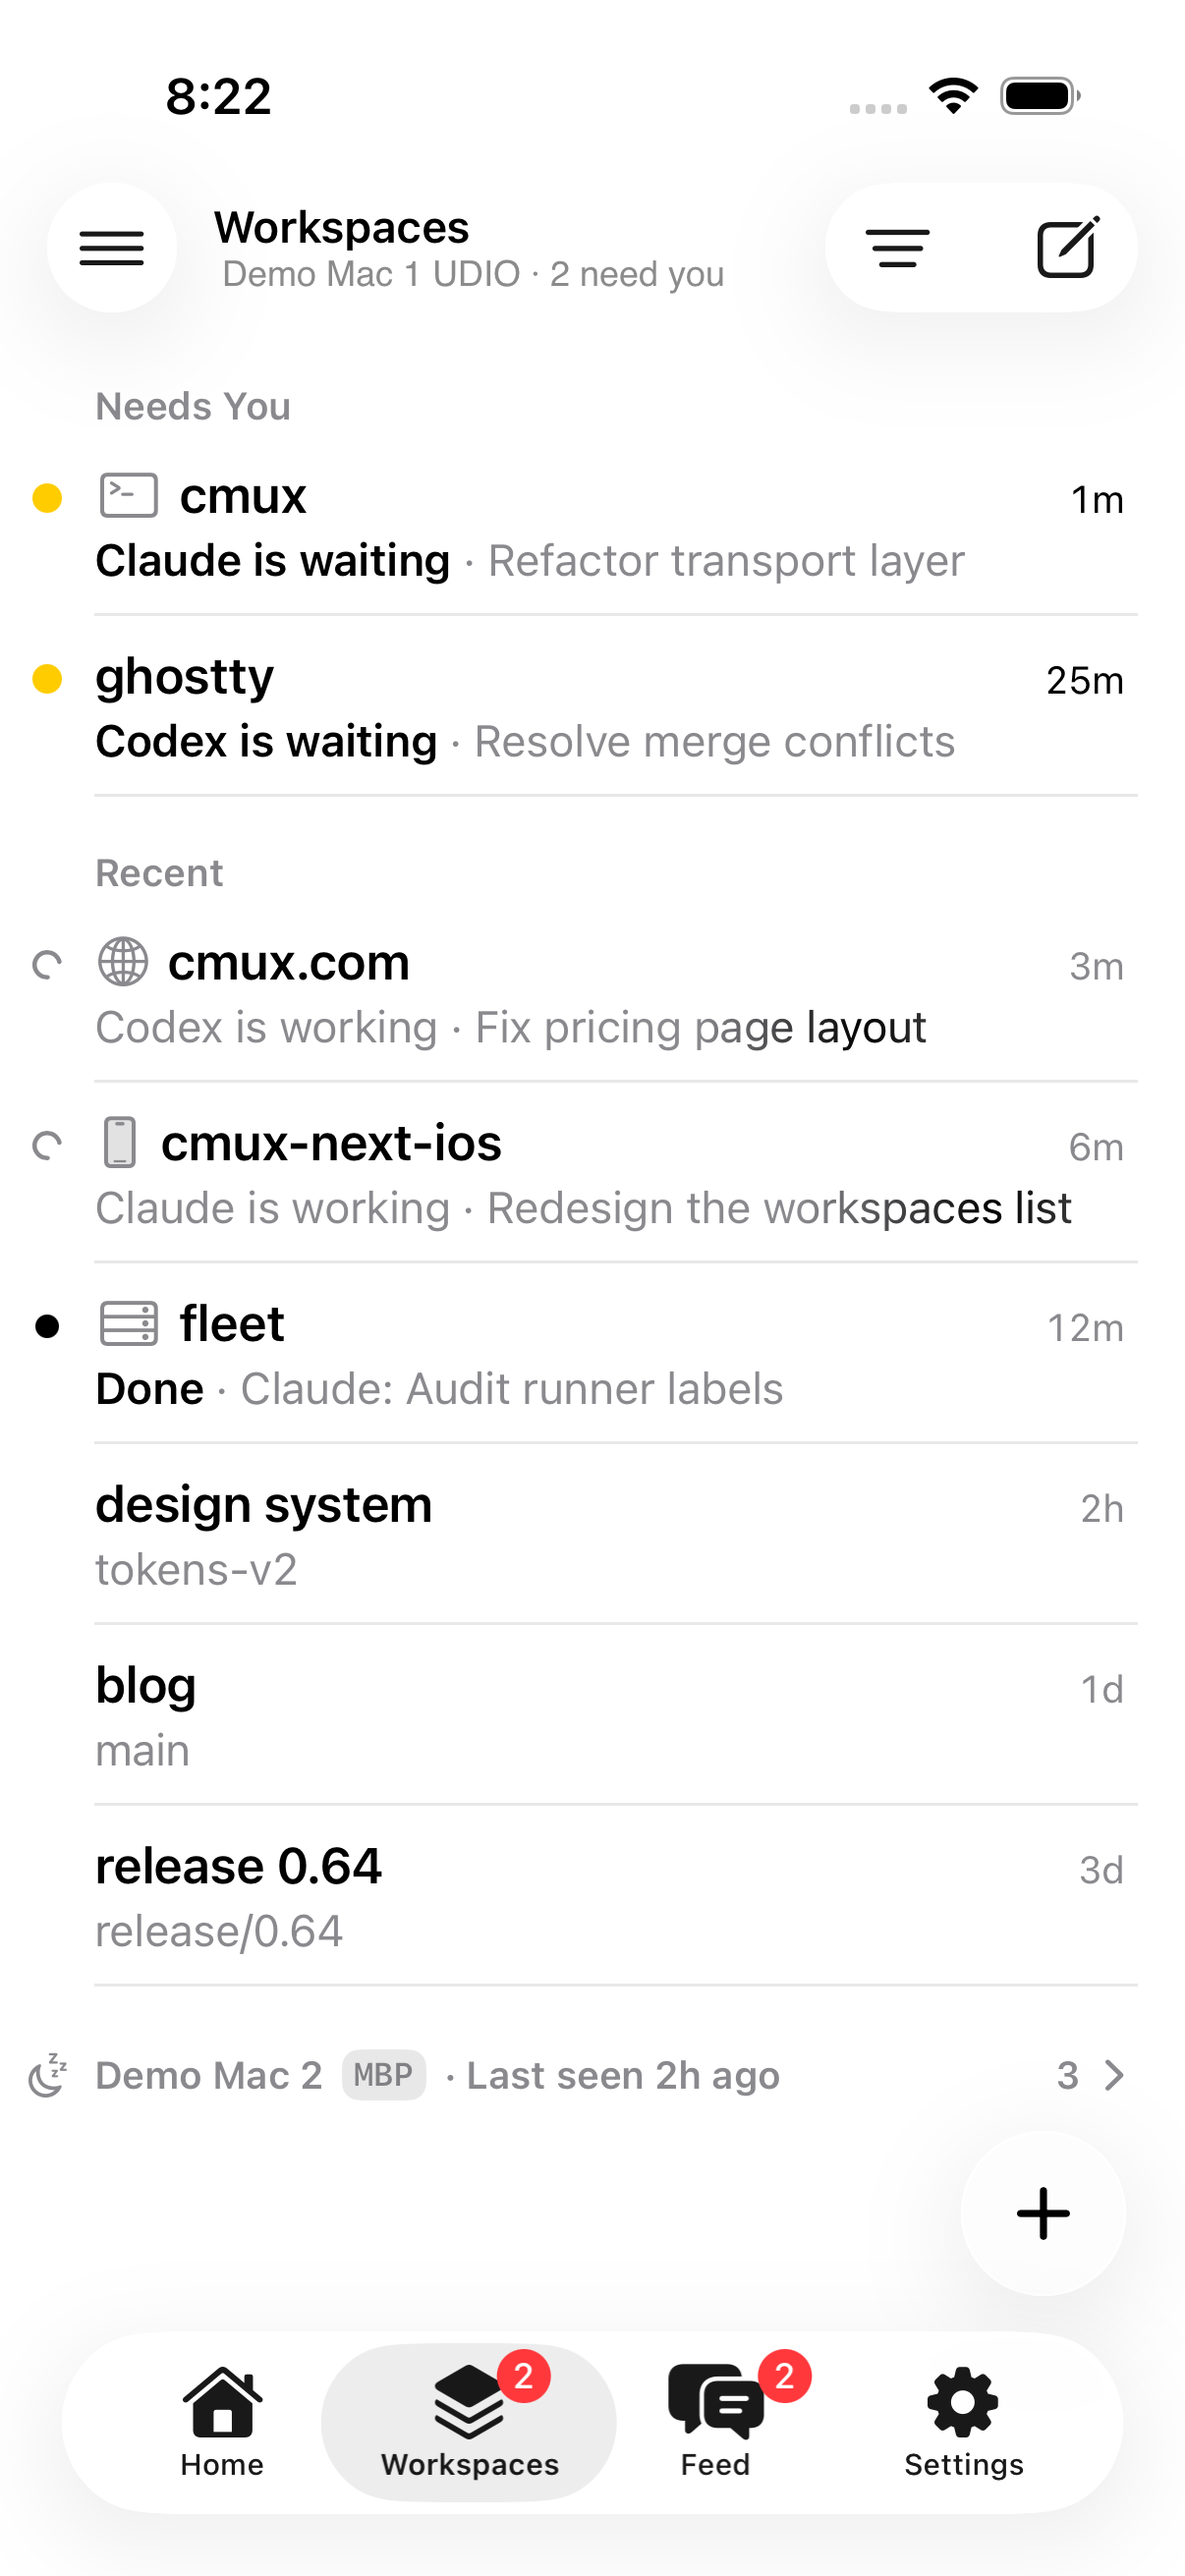 8:22
Workspaces
Demo Mac 1 UDIO · 2 need you
Needs You
cmux
1m
Claude is waiting · Refactor transport layer
ghostty
25m
Codex is waiting · Resolve merge conflicts
Recent
cmux.com
3m
Codex is working · Fix pricing page layout
cmux-next-ios
6m
Claude is working · Redesign the workspaces list
fleet
12m
Done · Claude: Audit runner labels
design system
2h
tokens-v2
blog
1d
main
release 0.64
3d
release/0.64
Demo Mac 2 MBP · Last seen 2h ago
3
2
2
Home
Workspaces
Feed
Settings